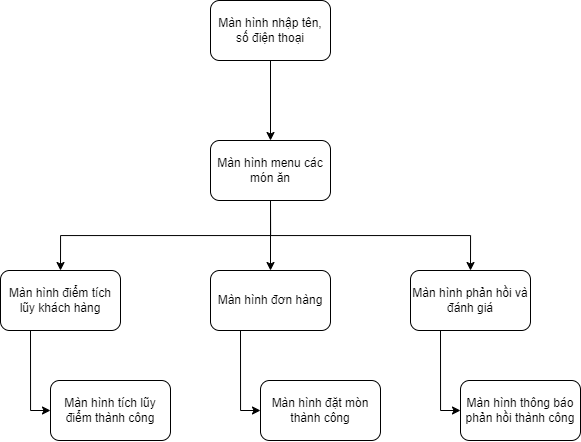 Màn hình nhập tên,
số điện thoại
Màn hình menu các
món ăn
Màn hình điểm tích
lũy khách hàng
Màn hình đơn hàng
Màn hình phản hồi và
đánh giá
Màn hình tích lũy
điểm thành công
Màn hình đặt mòn
thành công
Màn hình thông báo
phản hồi thành công